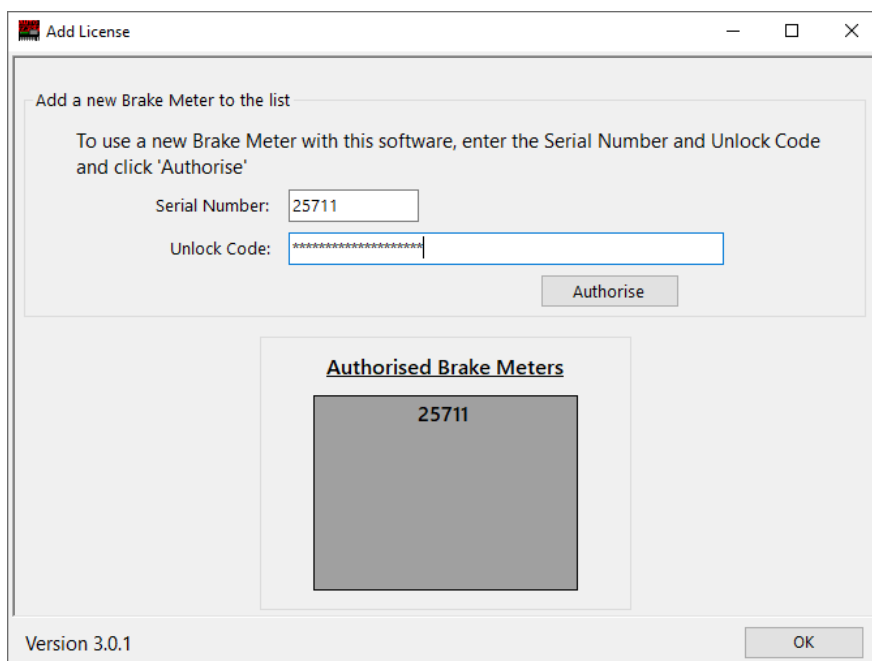 Add License
Add a new Brake Meter to the list
To use a new Brake Meter with this software, enter the Serial Number and Unlock Code
and click 'Authorise'
Serial Number: 25711
Unlock Code: ********************
Authorise
Authorised Brake Meters
25711
Version 3.0.1 OK